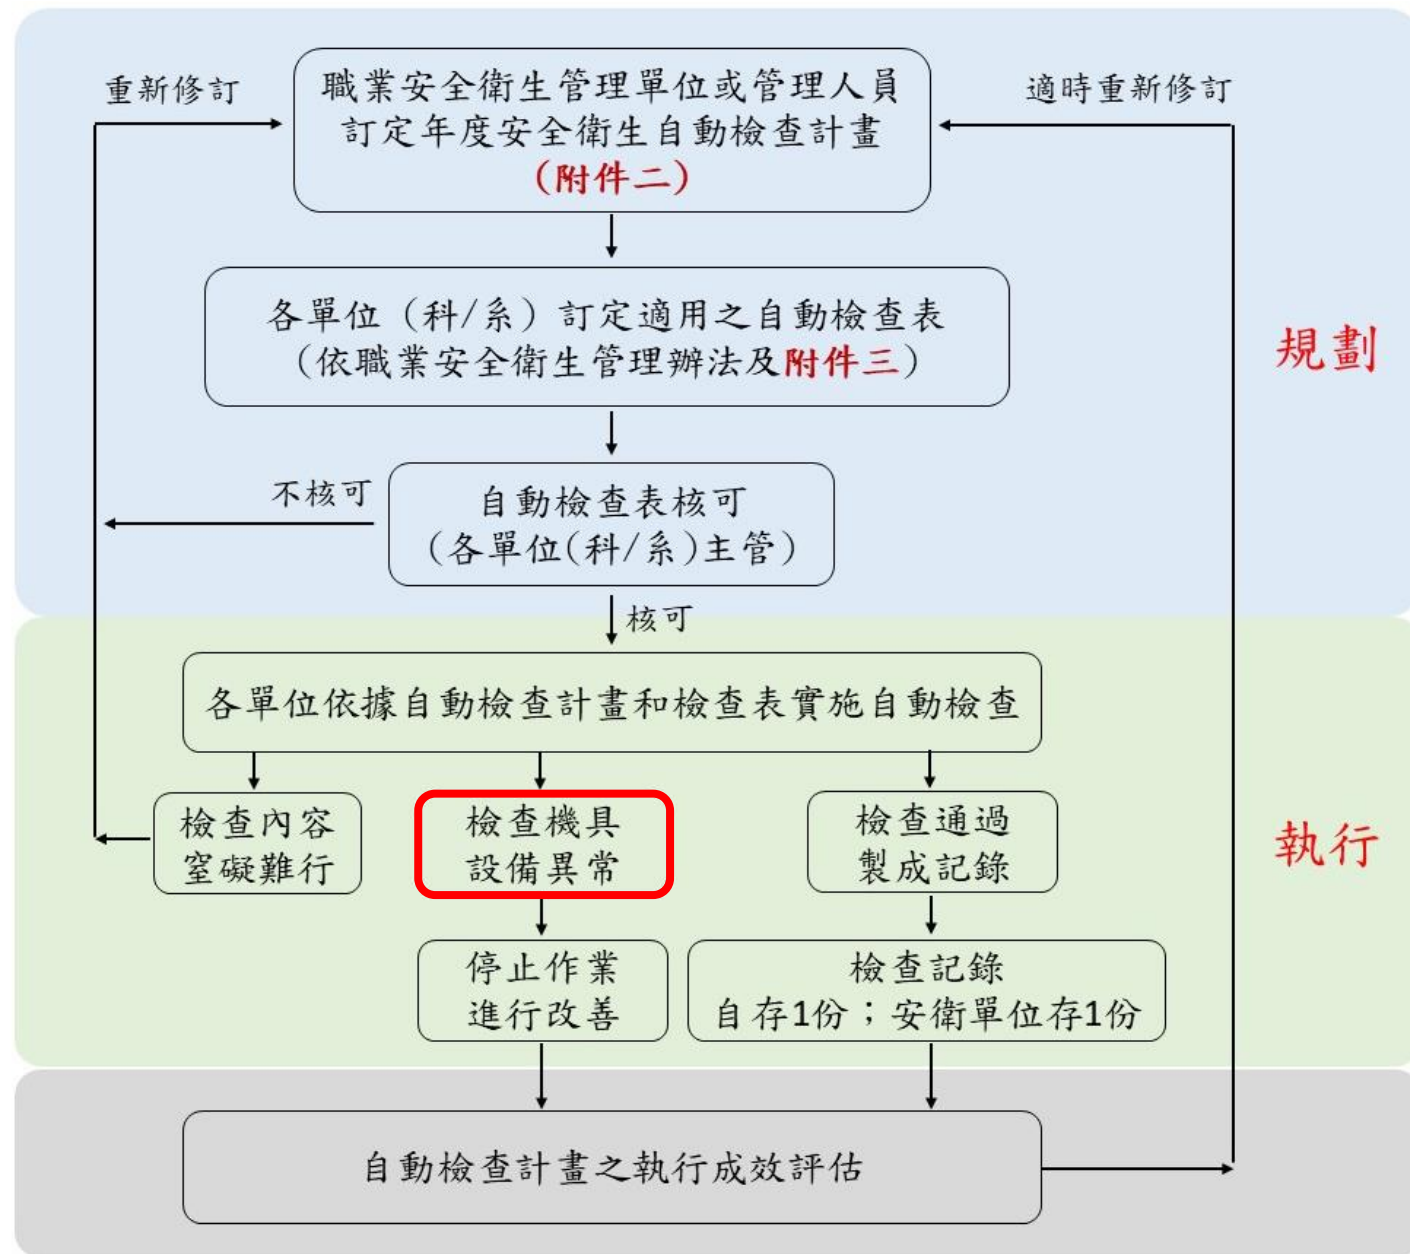 重新修訂
職業安全衛生管理單位或管理人員
訂定年度安全衛生自動檢查計畫
(附件二)
適時重新修訂
各單位(科/系)訂定適用之自動檢查表
(依職業安全衛生管理辦法及附件三)
規劃
不核可
自動檢查表核可
(各單位(科/系)主管)
核可
各單位依據自動檢查計畫和檢查表實施自動檢查
檢查內容
窒礙難行
檢查機具
設備異常
檢查通過
製成記錄
執行
停止作業
進行改善
檢查記錄
自存1份；安衛單位存1份
自動檢查計畫之執行成效評估